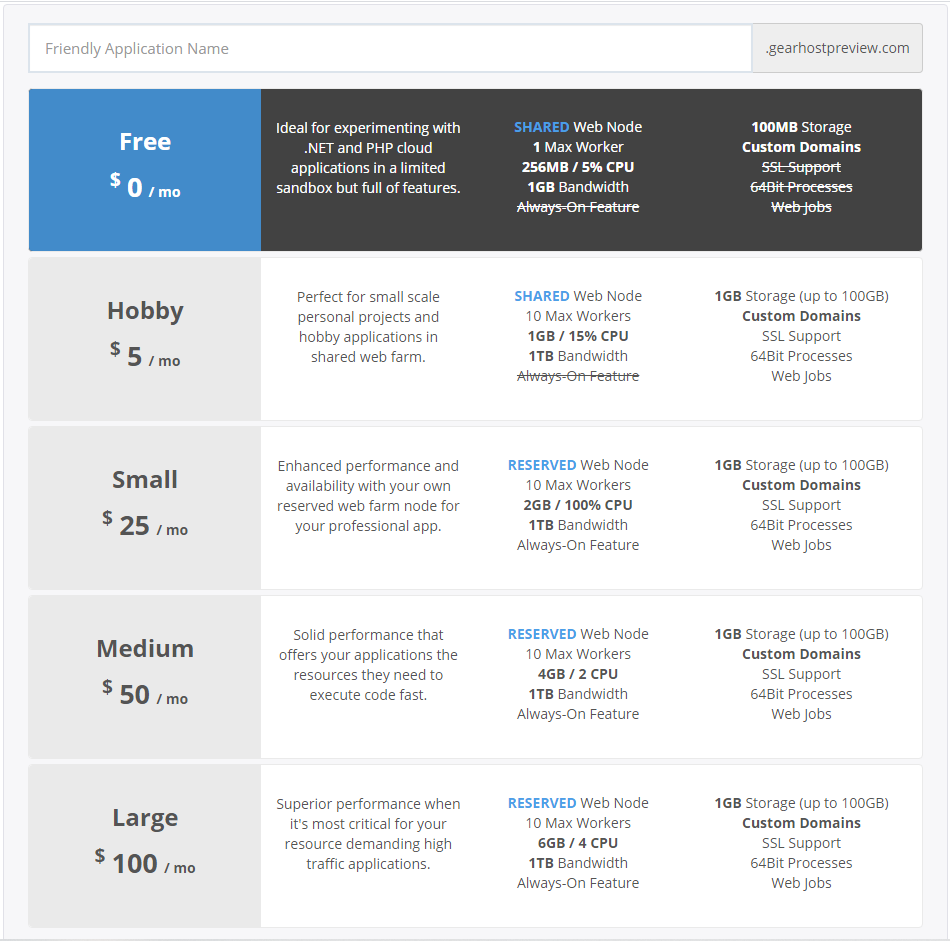 Friendly Application Name
.gearhostpreview.com
Free
$ 0 / mo
Ideal for experimenting with
.NET and PHP cloud
applications in a limited
sandbox but full of features.
SHARED Web Node
1 Max Worker
256MB / 5% CPU
1GB Bandwidth
Always-On Feature
100MB Storage
Custom Domains
SSL Support
64Bit Processes
Web Jobs
Hobby
$ 5 / mo
Perfect for small scale
personal projects and
hobby applications in
shared web farm.
SHARED Web Node
10 Max Workers
1GB / 15% CPU
1TB Bandwidth
Always-On Feature
1GB Storage (up to 100GB)
Custom Domains
SSL Support
64Bit Processes
Web Jobs
Small
$ 25 / mo
Enhanced performance and
availability with your own
reserved web farm node for
your professional app.
RESERVED Web Node
10 Max Workers
2GB / 100% CPU
1TB Bandwidth
Always-On Feature
1GB Storage (up to 100GB)
Custom Domains
SSL Support
64Bit Processes
Web Jobs
Medium
$ 50 / mo
Solid performance that
offers your applications the
resources they need to
execute code fast.
RESERVED Web Node
10 Max Workers
4GB / 2 CPU
1TB Bandwidth
Always-On Feature
1GB Storage (up to 100GB)
Custom Domains
SSL Support
64Bit Processes
Web Jobs
Large
$ 100 / mo
Superior performance when
it's most critical for your
resource demanding high
traffic applications.
RESERVED Web Node
10 Max Workers
6GB / 4 CPU
1TB Bandwidth
Always-On Feature
1GB Storage (up to 100GB)
Custom Domains
SSL Support
64Bit Processes
Web Jobs